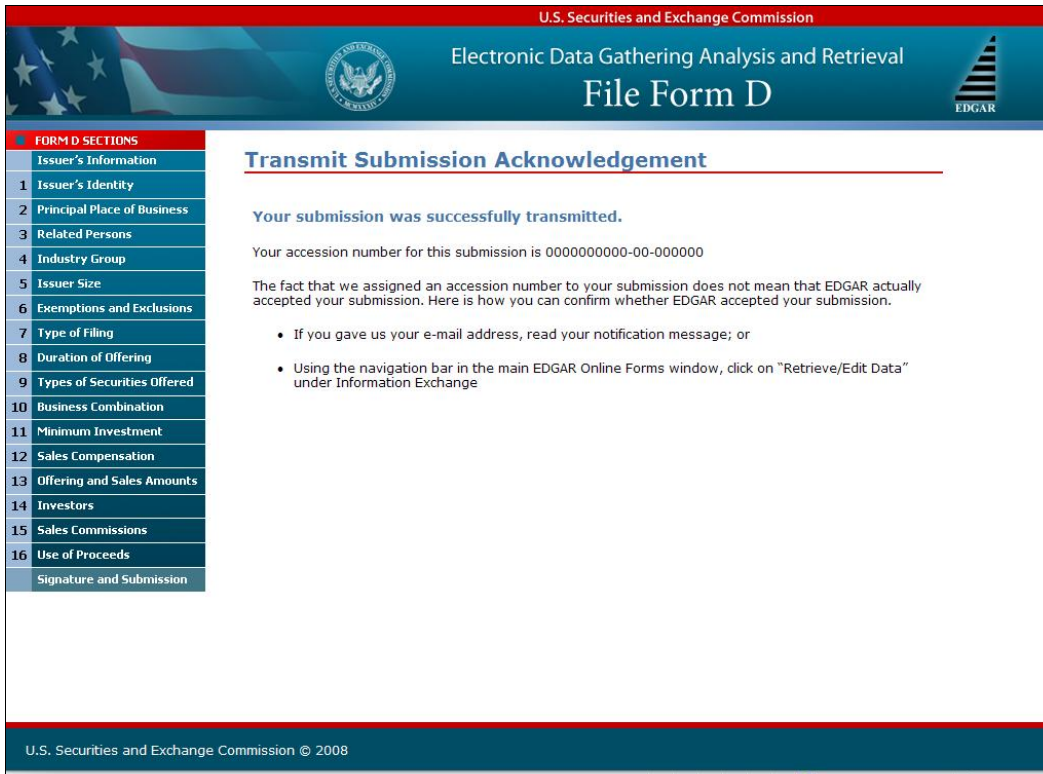 U.S. Securities and Exchange Commission
Electronic Data Gathering Analysis and Retrieval
File Form D
EDGAR
FORM D SECTIONS
Issuer's Information
1 Issuer's Identity
2 Principal Place of Business
3 Related Persons
4 Industry Group
5 Issuer Size
6 Exemptions and Exclusions
7 Type of Filing
8 Duration of Offering
9 Types of Securities Offered
10 Business Combination
11 Minimum Investment
12 Sales Compensation
13 Offering and Sales Amounts
14 Investors
15 Sales Commissions
16 Use of Proceeds
Signature and Submission
Transmit Submission Acknowledgement
Your submission was successfully transmitted.
Your accession number for this submission is 0000000000-00-000000
The fact that we assigned an accession number to your submission does not mean that EDGAR actually
accepted your submission. Here is how you can confirm whether EDGAR accepted your submission.
• If you gave us your e-mail address, read your notification message; or
• Using the navigation bar in the main EDGAR Online Forms window, click on “Retrieve/Edit Data”
under Information Exchange
U.S. Securities and Exchange Commission © 2008